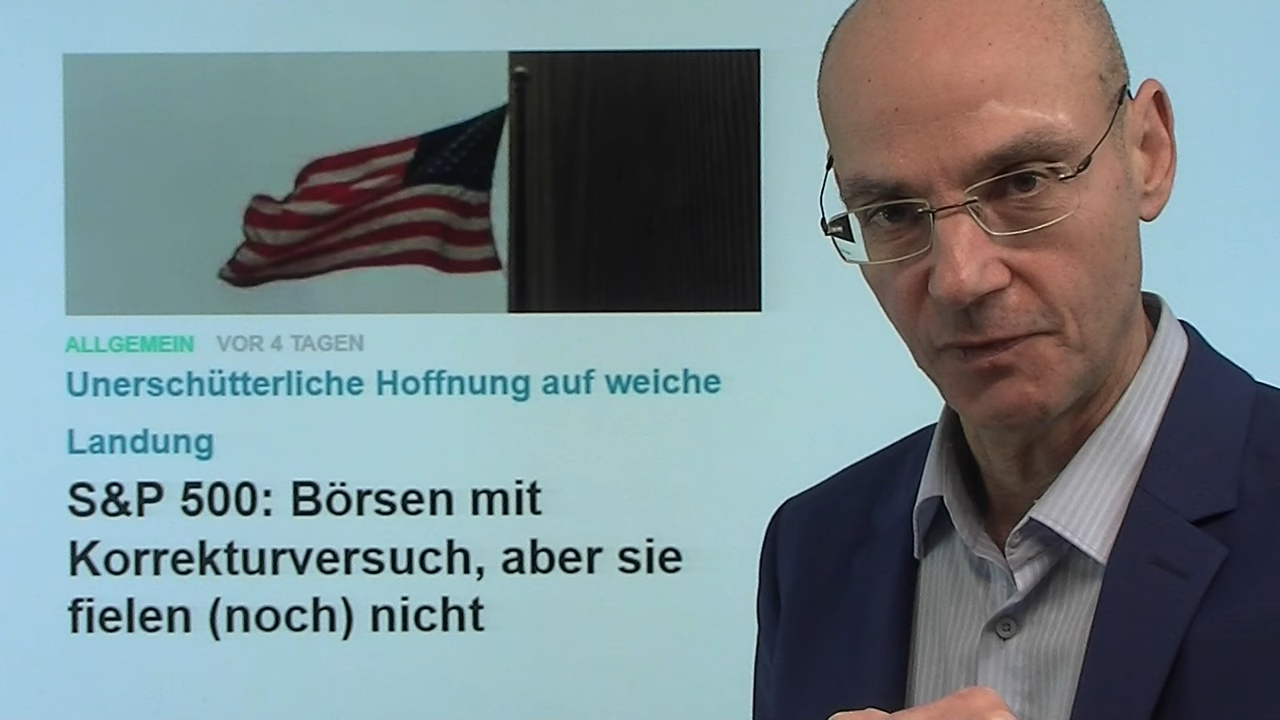 ALLGEMEIN VOR 4 TAGEN
Unerschütterliche Hoffnung auf weiche
Landung
S&P 500: Börsen mit
Korrekturversuch, aber sie
fielen (noch) nicht